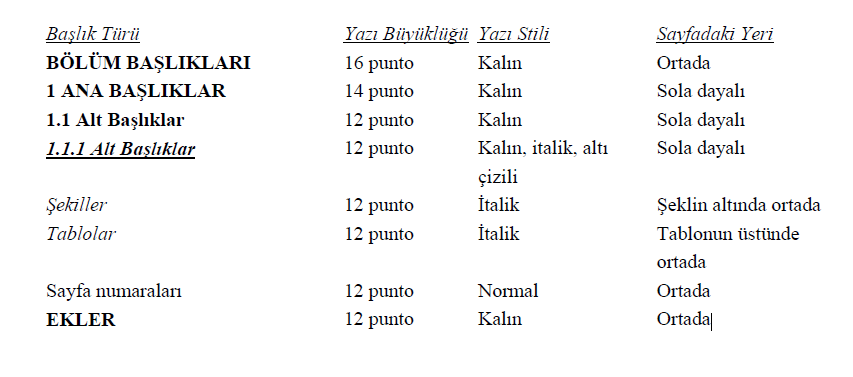 Başlık Türü Yazı Büyüklüğü Yazı Stili Sayfadaki Yeri
BÖLÜM BAŞLIKLARI 16 punto Kalın Ortada
1 ANA BAŞLIKLAR 14 punto Kalın Sola dayalı
1.1 Alt Başlıklar 12 punto Kalın Sola dayalı
1.1.1 Alt Başlıklar 12 punto Kalın, italik, altı Sola dayalı
çizili
Şekiller 12 punto İtalik Şeklin altında ortada
Tablolar 12 punto İtalik Tablonun üstünde
ortada
Sayfa numaraları 12 punto Normal Ortada
EKLER 12 punto Kalın Ortada